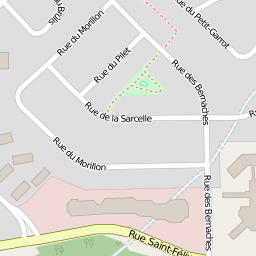 Rue du Morillon
Rue du Petit-Garrot
Rue du Pilet
Rue des Bernaches
Rue de la Sarcelle
Rue du Morillon
Rue des Bernaches
Rue Saint-Féli